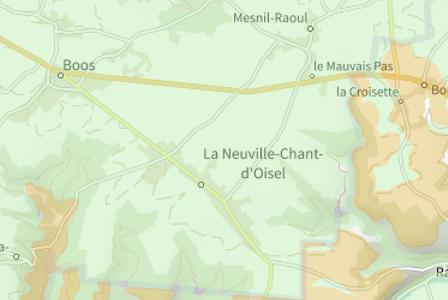 Mesnil-Raoul
Boos
le Mauvais Pas
la Croisette
La Neuville-Chant-
d'Oisel